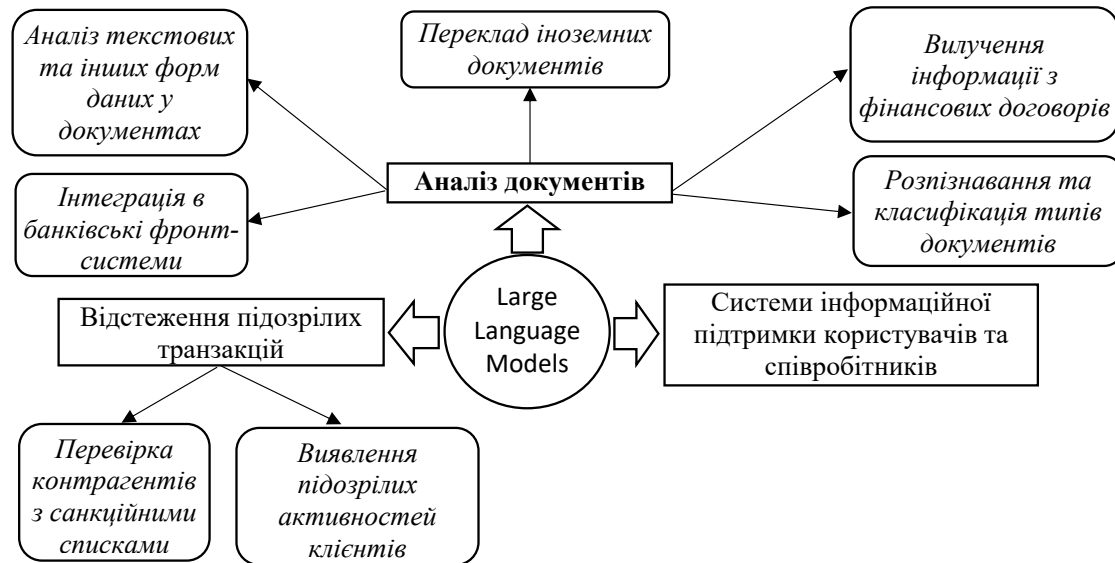 Аналіз текстових
та інших форм
даних у
документах
Переклад іноземних
документів
Вилучення
інформації з
фінансових договорів
Аналіз документів
Інтеграція в
банківські фронт-
системи
Розпізнавання та
класифікація типів
документів
Large
Language
Models
Відстеження підозрілих
транзакцій
Системи інформаційної
підтримки користувачів та
співробітників
Перевірка
контрагентів
з санкційними
списками
Виявлення
підозрілих
активностей
клієнтів